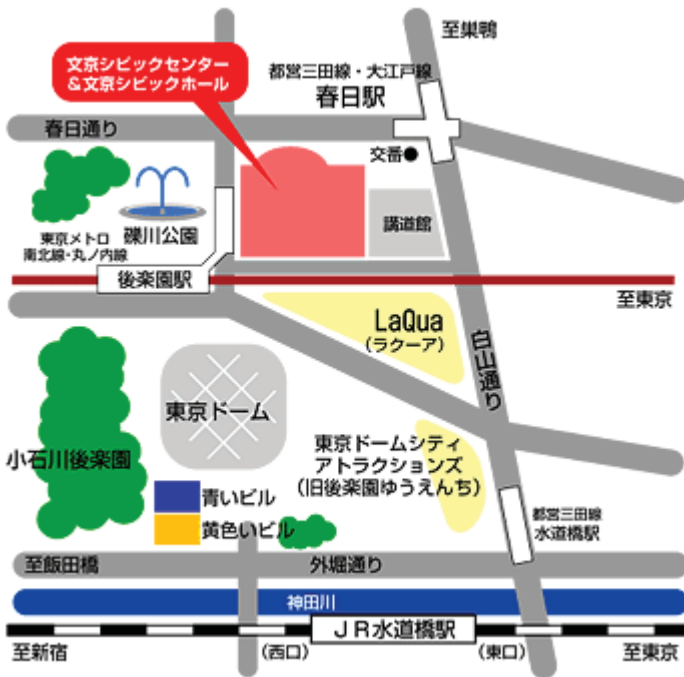 至巣鴨
文京シビックセンター
＆文京シビックホール
都営三田線・大江戸線
春日駅
春日通り
交番
講道館
東京メトロ
南北線・丸ノ内線
礫川公園
後楽園駅
至東京
LaQua
（ラクーア）
白山通り
東京ドーム
小石川後楽園
東京ドームシティ
アトラクションズ
（旧後楽園ゆうえんち）
青いビル
黄色いビル
都営三田線
水道橋駅
至飯田橋
外堀通り
神田川
JR水道橋駅
至新宿
（西口）
（東口）
至東京